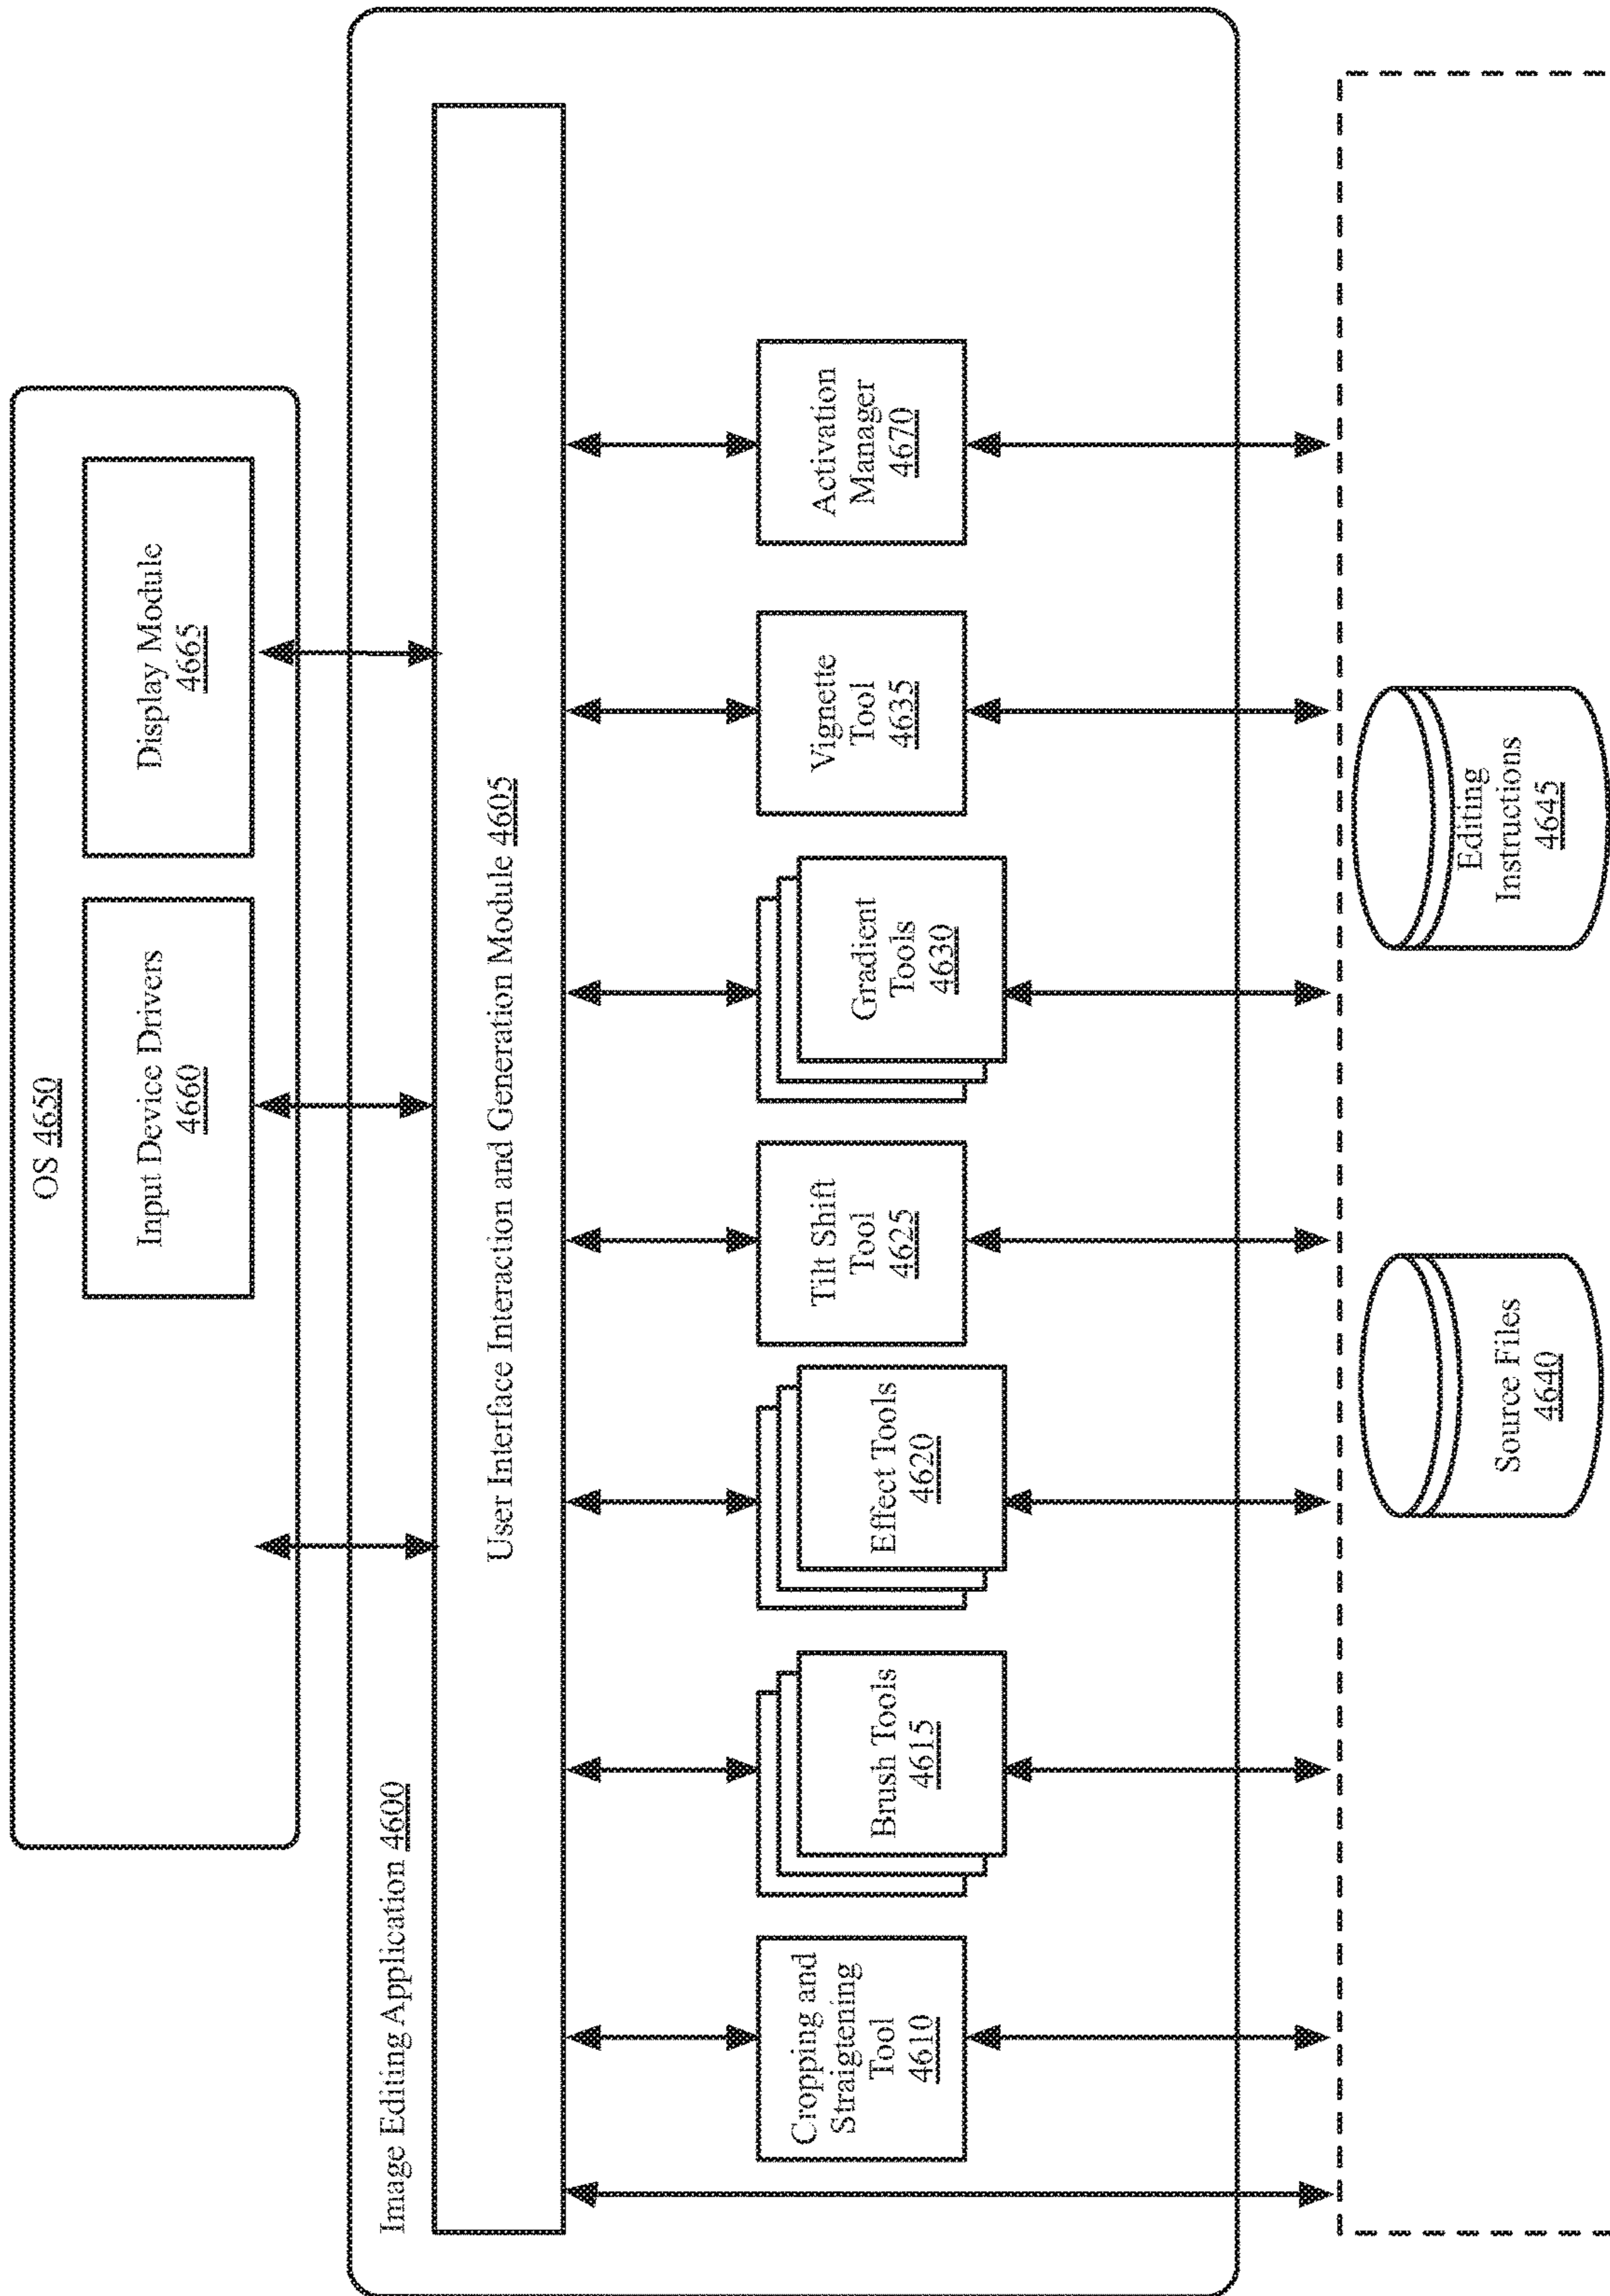 OS 4650
Input Device Drivers
4660
Display Module
4665
Image Editing Application 4600
User Interface Interaction and Generation Module 4605
Cropping and
Straigtening
Tool
4610
Brush Tools
4615
Effect Tools
4620
Tilt Shift
Tool
4625
Gradient
Tools
4630
Vignette
Tool
4635
Activation
Manager
4670
Source Files
4640
Editing
Instructions
4645